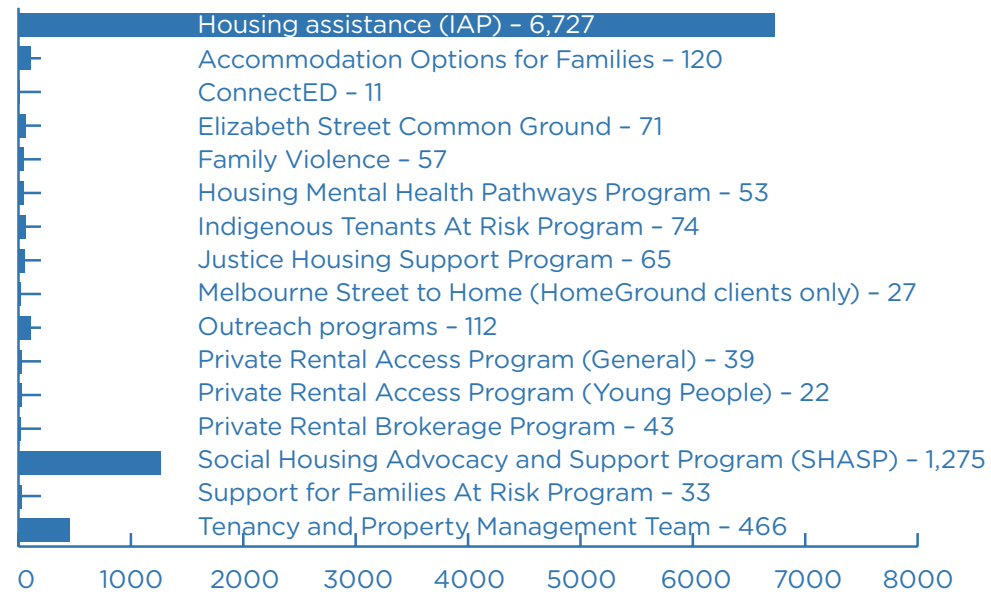 Housing assistance (IAP) – 6,727
Accommodation Options for Families – 120
ConnectED – 11
Elizabeth Street Common Ground – 71
Family Violence – 57
Housing Mental Health Pathways Program – 53
Indigenous Tenants At Risk Program – 74
Justice Housing Support Program – 65
Melbourne Street to Home (HomeGround clients only) – 27
Outreach programs – 112
Private Rental Access Program (General) – 39
Private Rental Access Program (Young People) – 22
Private Rental Brokerage Program – 43
Social Housing Advocacy and Support Program (SHASP) – 1,275
Support for Families At Risk Program – 33
Tenancy and Property Management Team – 466
0 1000 2000 3000 4000 5000 6000 7000 8000